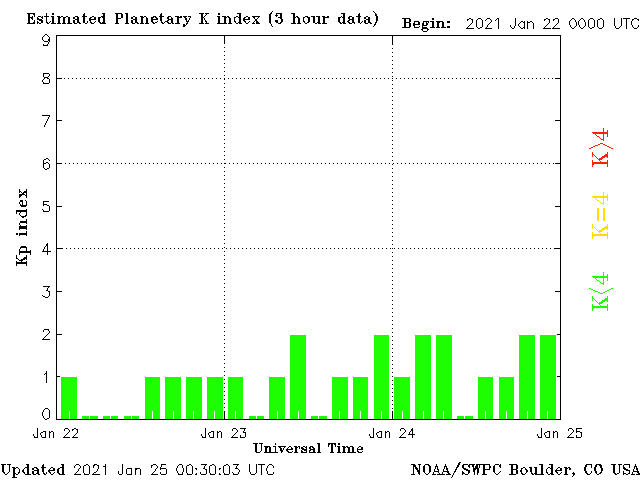 Estimated Planetary K index (3 hour data)
Begin: 2021 Jan 22 0000 UTC
9
8
7
6
5
4
3
2
1
0
Kp index
K>4
K=4
K<4
Jan 22
Jan 23
Jan 24
Jan 25
Universal Time
Updated 2021 Jan 25 00:30:03 UTC
NOAA/SWPC Boulder, CO USA